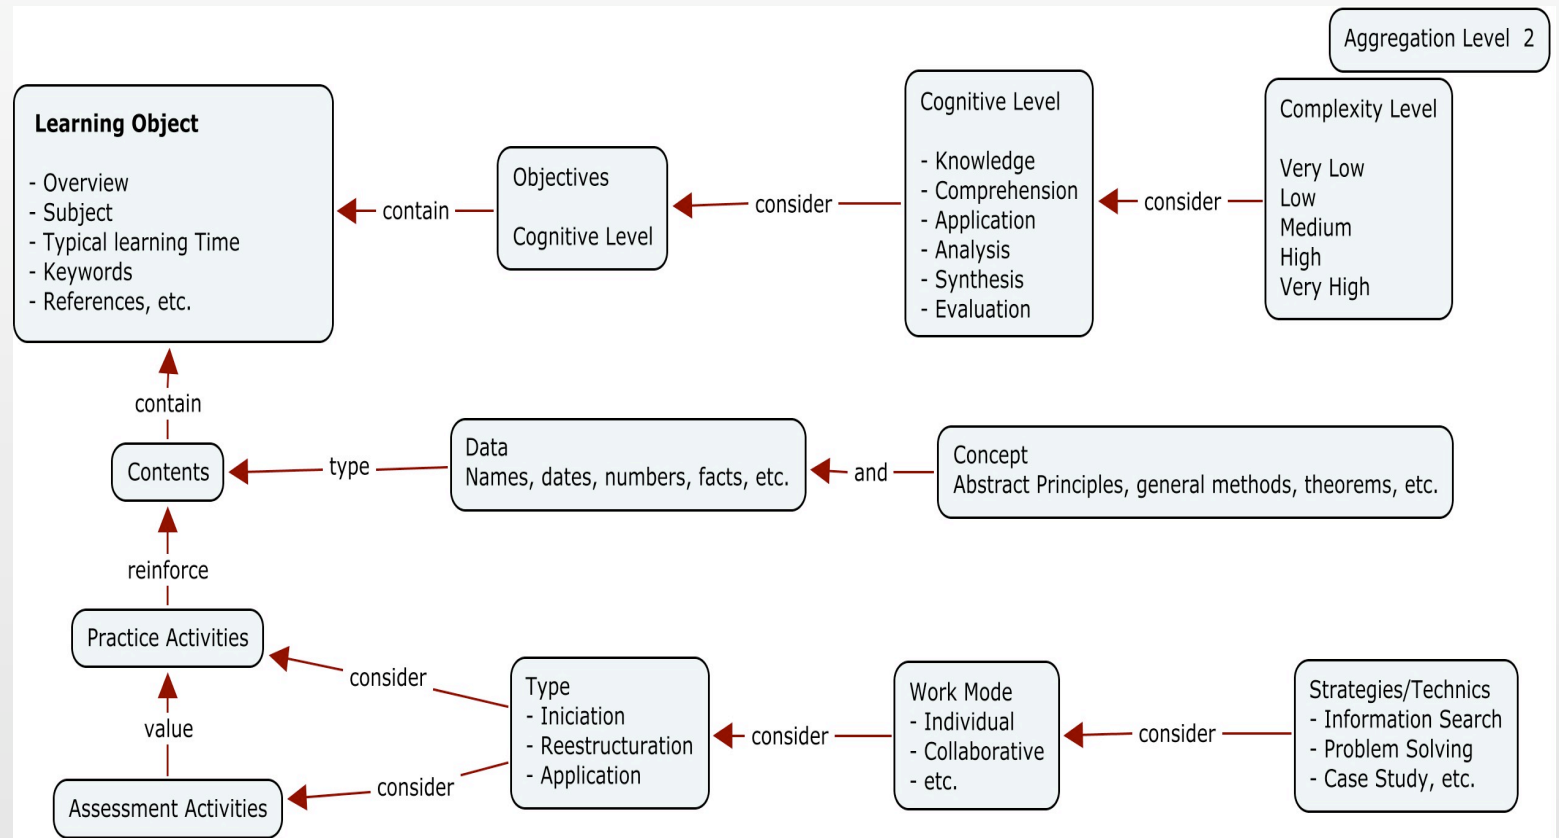 Aggregation Level 2
Learning Object
- Overview
- Subject
- Typical learning Time
- Keywords
- References, etc.
contain
Objectives
Cognitive Level
consider
Cognitive Level
- Knowledge
- Comprehension
- Application
- Analysis
- Synthesis
- Evaluation
consider
Complexity Level
Very Low
Low
Medium
High
Very High
contain
Contents
type
Data
Names, dates, numbers, facts, etc.
and
Concept
Abstract Principles, general methods, theorems, etc.
reinforce
Practice Activities
consider
value
Assessment Activities
consider
Type
- Iniciation
- Reestructuration
- Application
consider
Work Mode
- Individual
- Collaborative
- etc.
consider
Strategies/Technics
- Information Search
- Problem Solving
- Case Study, etc.